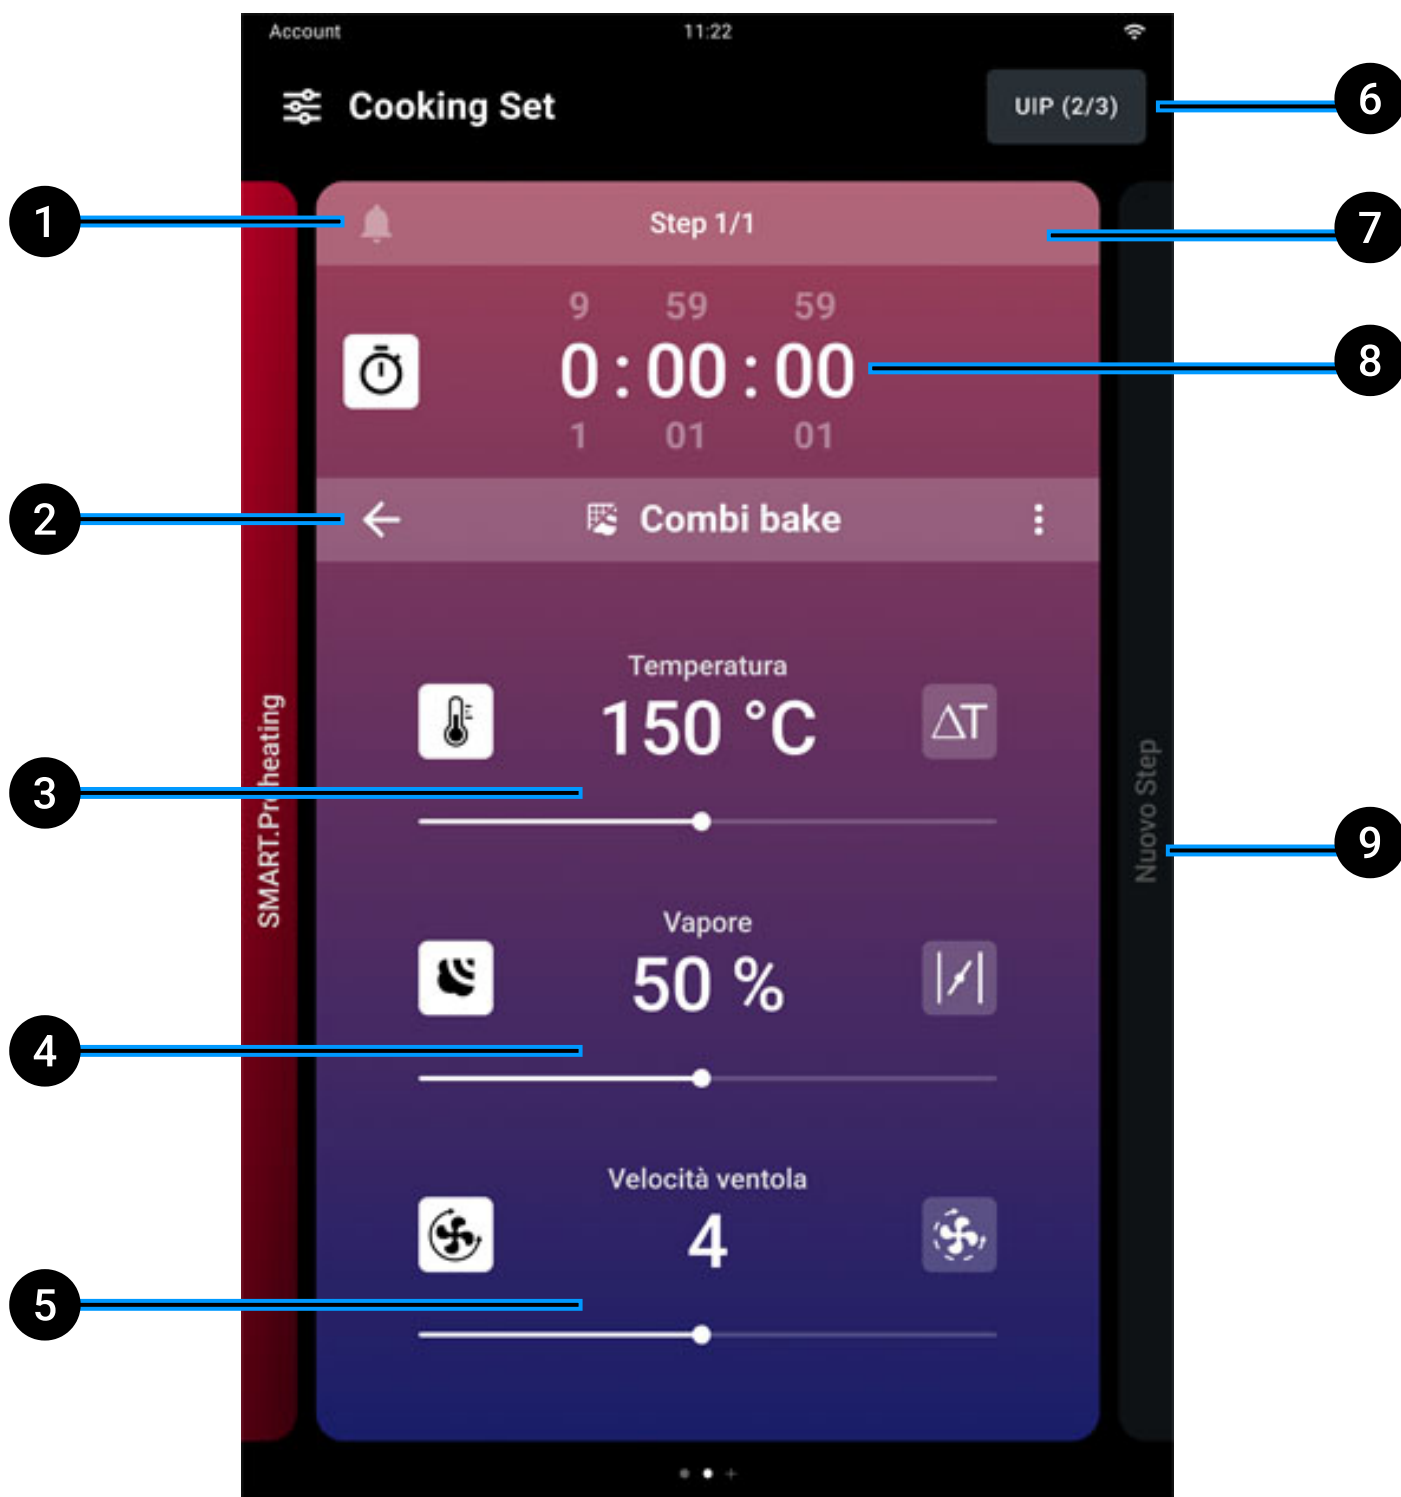 Account 11:22
Cooking Set UIP (2/3)
6
1
Step 1/1
7
9 59 59
0 : 00 : 00
8
1 01 01
2
Combi bake
Temperatura
150 °C
ΔT
3
SMART.Preheating
Nuovo Step
9
Vapore
50 %
4
Velocità ventola
4
5